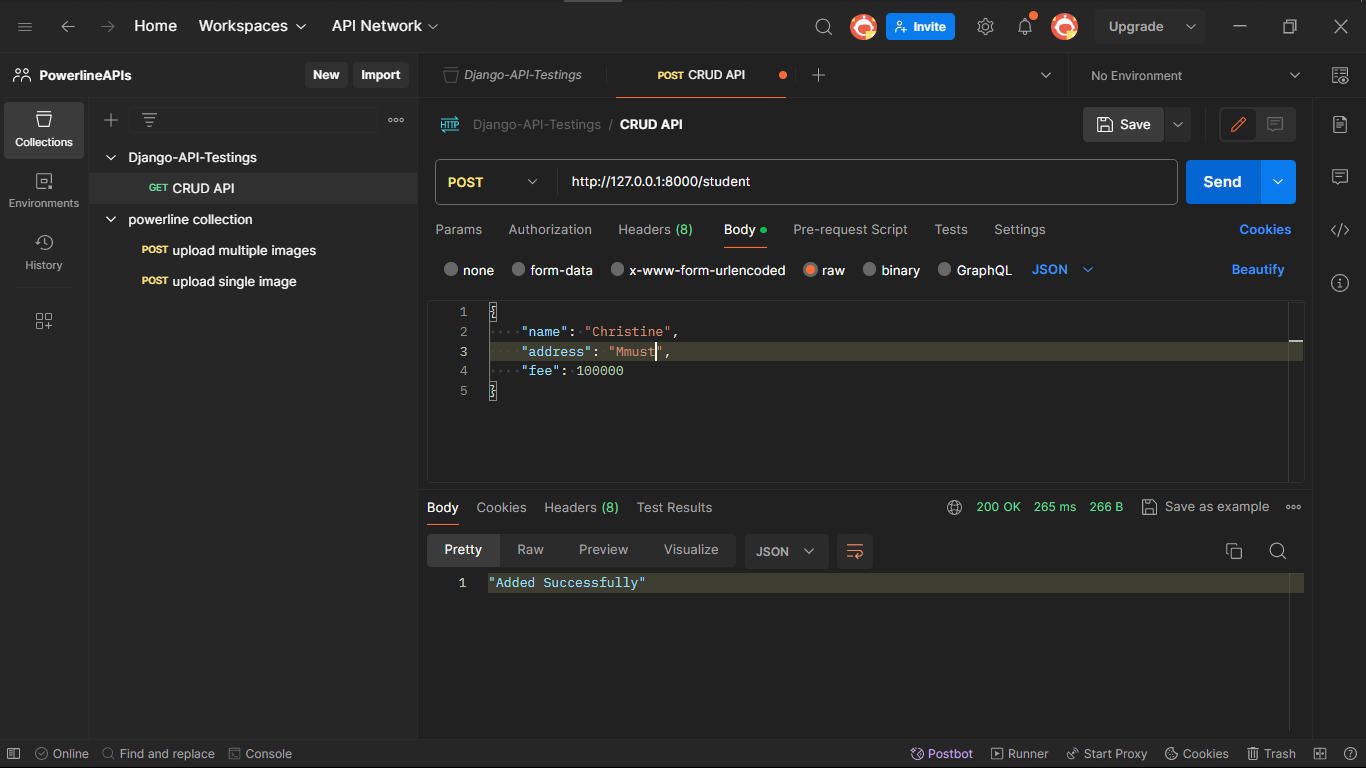 Home Workspaces API Network Invite Upgrade
PowerlineAPIs New Import Django-API-Testings POST CRUD API No Environment
Collections
Environments
History
Django-API-Testings
GET CRUD API
powerline collection
POST upload multiple images
POST upload single image
HTTP Django-API-Testings / CRUD API Save
POST http://127.0.0.1:8000/student Send
Params Authorization Headers (8) Body Pre-request Script Tests Settings Cookies
none form-data x-www-form-urlencoded raw binary GraphQL JSON Beautify
1 {
2 "name": "Christine",
3 "address": "Mmust",
4 "fee": 100000
5 }
Body Cookies Headers (8) Test Results 200 OK 265 ms 266 B Save as example
Pretty Raw Preview Visualize JSON
1 "Added Successfully"
Online Find and replace Console Postbot Runner Start Proxy Cookies Trash